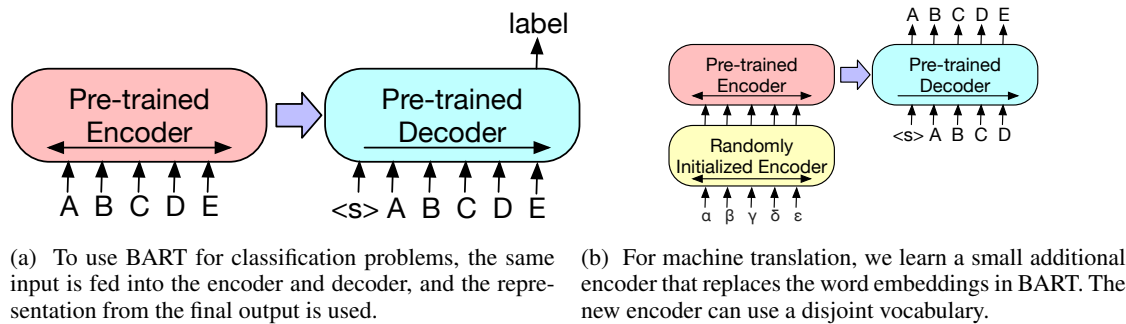 label
Pre-trained
Encoder
Pre-trained
Decoder
A B C D E
<s> A B C D E
(a) To use BART for classification problems, the same
input is fed into the encoder and decoder, and the repre-
sentation from the final output is used.
A B C D E
Pre-trained
Encoder
Pre-trained
Decoder
<s> A B C D
Randomly
Initialized Encoder
α β γ δ ε
(b) For machine translation, we learn a small additional
encoder that replaces the word embeddings in BART. The
new encoder can use a disjoint vocabulary.